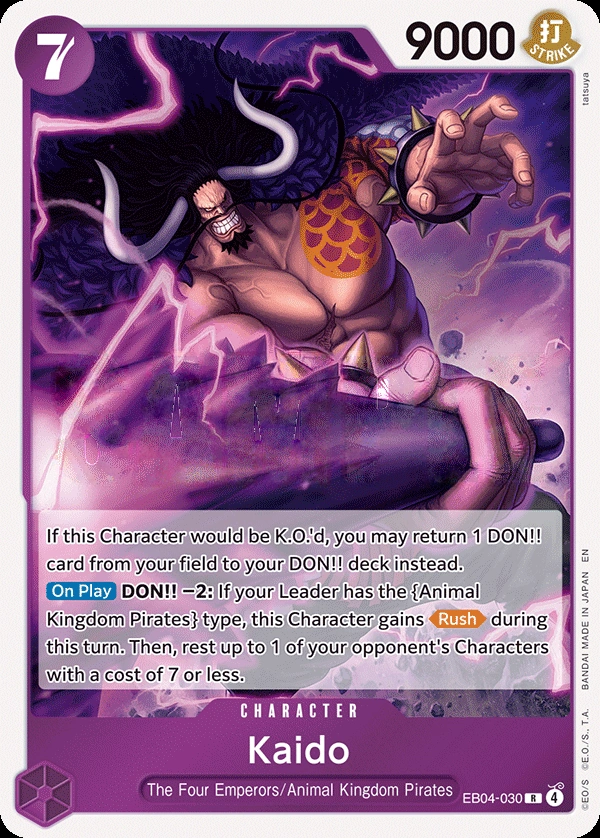 7
9000
打
STRIKE
tatsuya
If this Character would be K.O.'d, you may return 1 DON!!
card from your field to your DON!! deck instead.
On Play DON!! −2: If your Leader has the {Animal
Kingdom Pirates} type, this Character gains Rush during
this turn. Then, rest up to 1 of your opponent's Characters
with a cost of 7 or less.
CHARACTER
Kaido
The Four Emperors/Animal Kingdom Pirates
EB04-030 R 4
©EO/S ©E.O./S., T.A. BANDAI MADE IN JAPAN EN